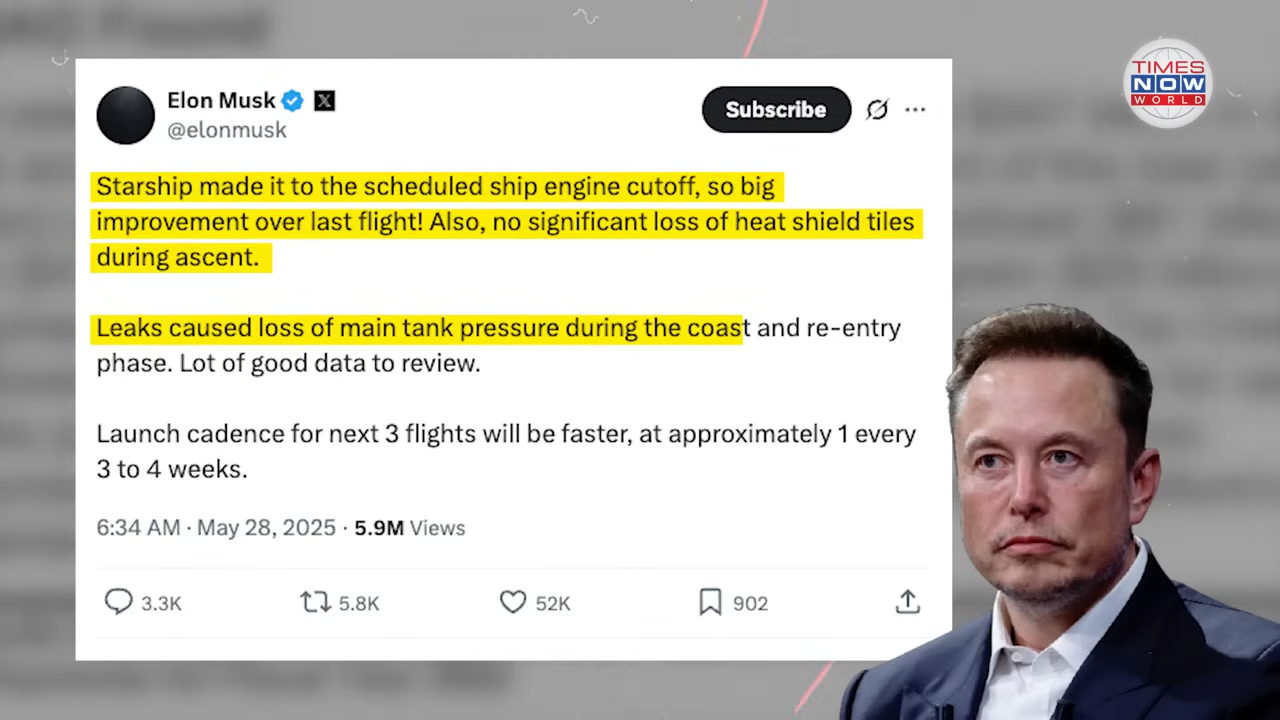 TIMES
NOW
WORLD
Elon Musk
@elonmusk
Subscribe
Starship made it to the scheduled ship engine cutoff, so big
improvement over last flight! Also, no significant loss of heat shield tiles
during ascent.
Leaks caused loss of main tank pressure during the coast and re-entry
phase. Lot of good data to review.
Launch cadence for next 3 flights will be faster, at approximately 1 every
3 to 4 weeks.
6:34 AM · May 28, 2025 · 5.9M Views
3.3K 5.8K 52K 902